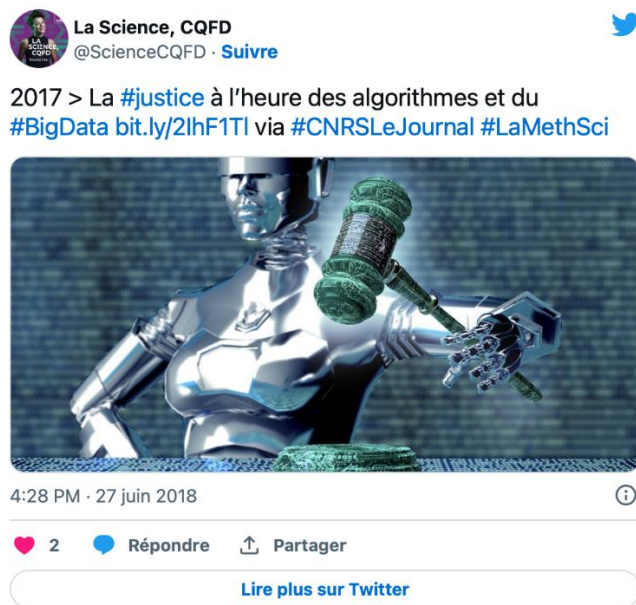 La Science, CQFD
@ScienceCQFD · Suivre
2017 > La #justice à l'heure des algorithmes et du
#BigData bit.ly/2IhF1Tl via #CNRSLeJournal #LaMethSci
4:28 PM · 27 juin 2018
2 Répondre Partager
Lire plus sur Twitter